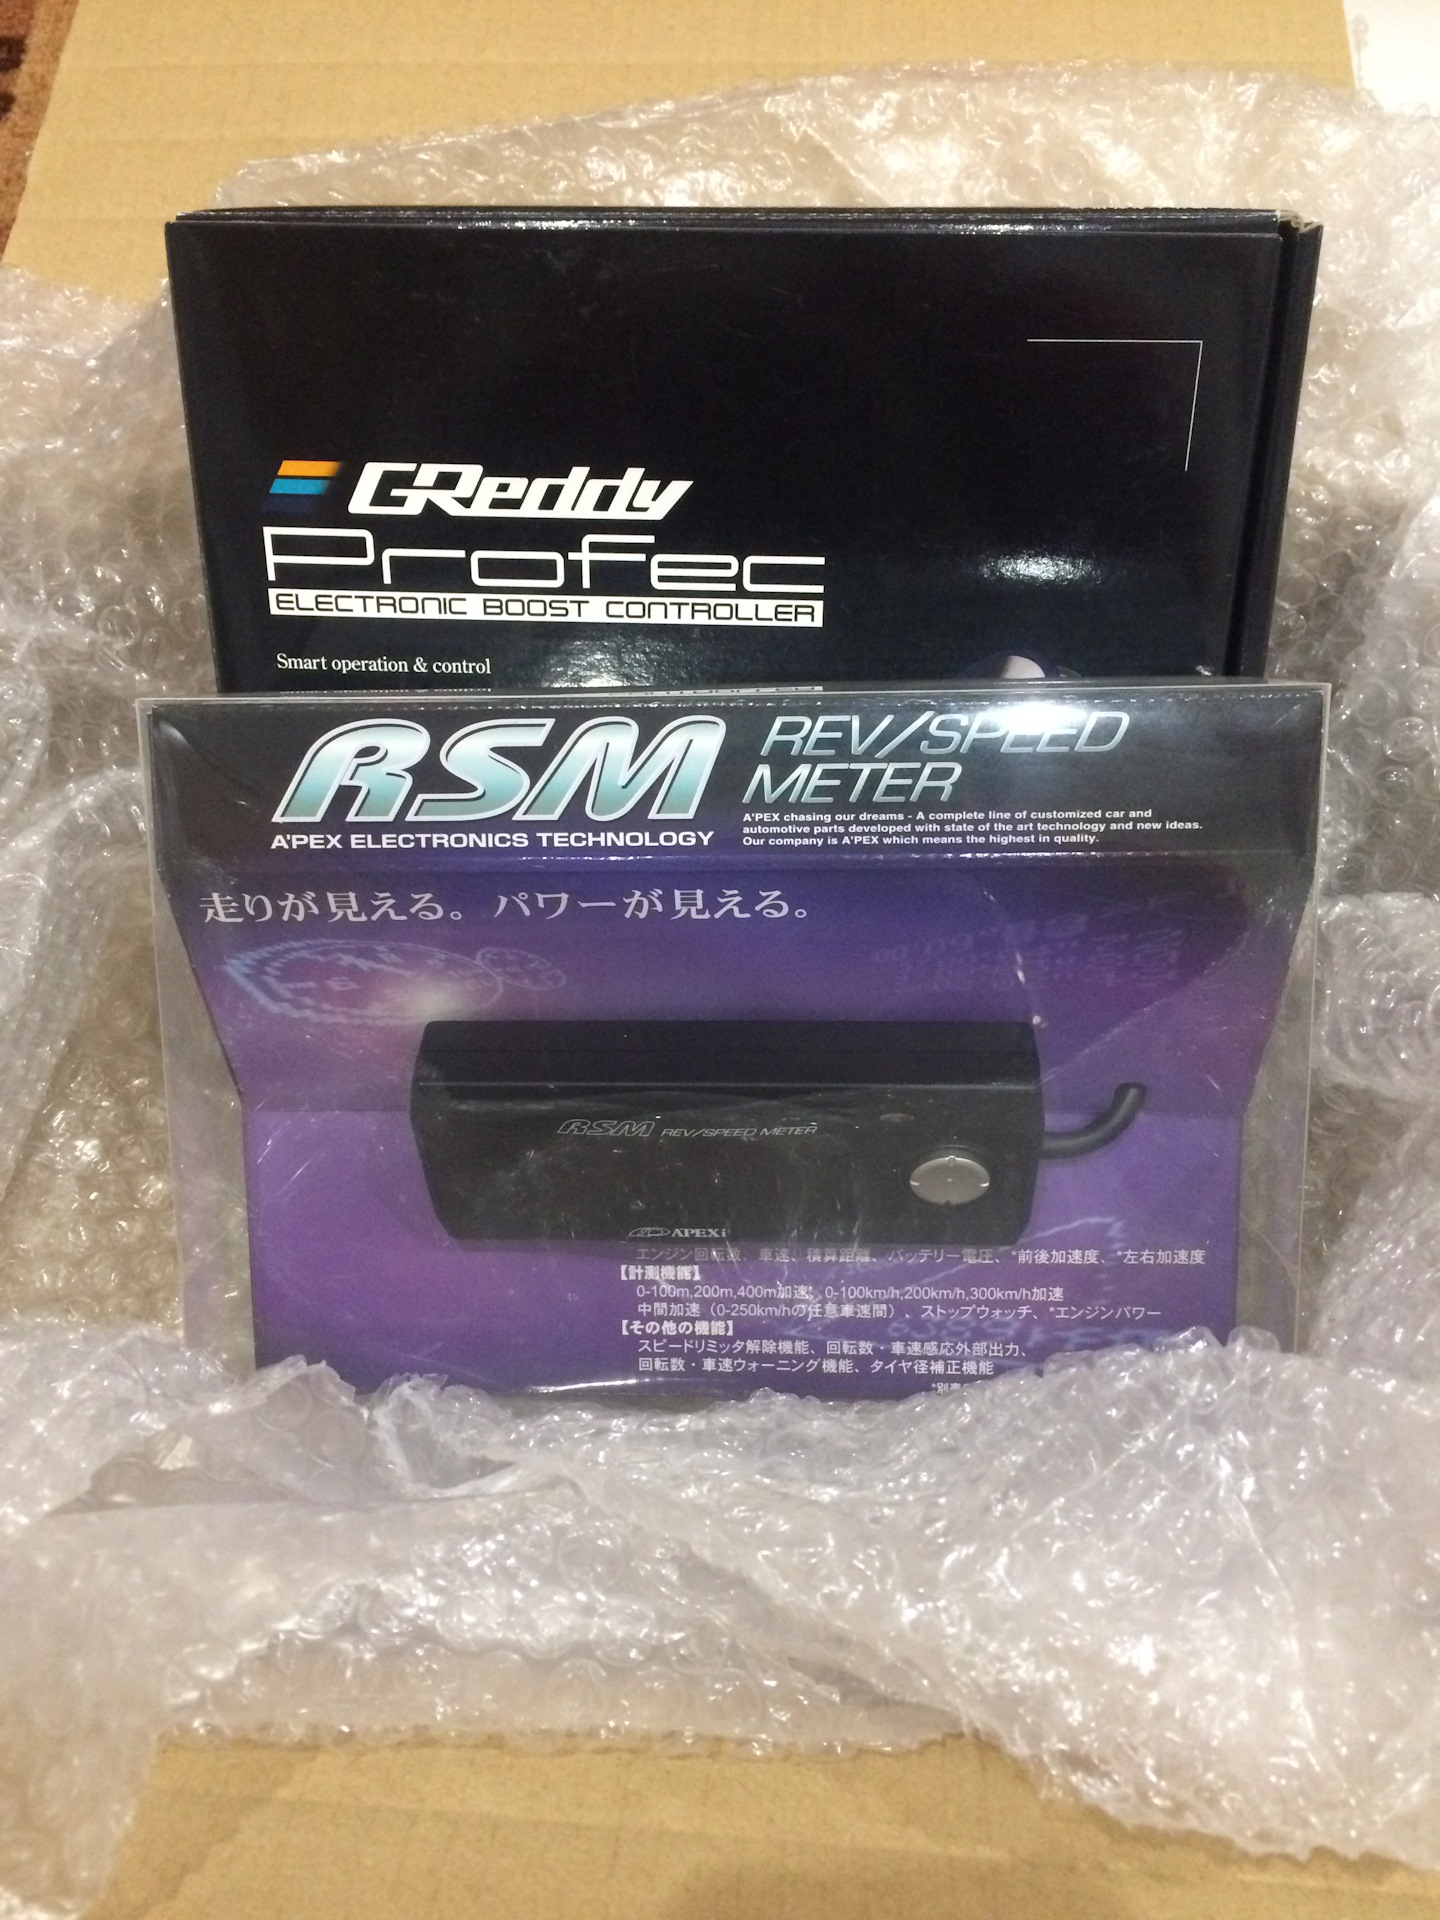 GReddy
Profec
ELECTRONIC BOOST CONTROLLER
Smart operation & control
RSM REV/SPEED
METER
A'PEX ELECTRONICS TECHNOLOGY
A'PEX chasing our dreams - A complete line of customized car and
automotive parts developed with state of the art technology and new ideas.
Our company is A'PEX which means the highest in quality.
走りが見える。パワーが見える。
RSM REV/SPEED METER
APEXi
エンジン回転数、車速、積算距離、バッテリー電圧、*前後加速度、*左右加速度
【計測機能】
0-100m,200m,400m加速、0-100km/h,200km/h,300km/h加速
中間加速（0-250km/hの任意車速間）、ストップウォッチ、*エンジンパワー
【その他の機能】
スピードリミッタ解除機能、回転数・車速感応外部出力、
回転数・車速ウォーニング機能、タイヤ径補正機能